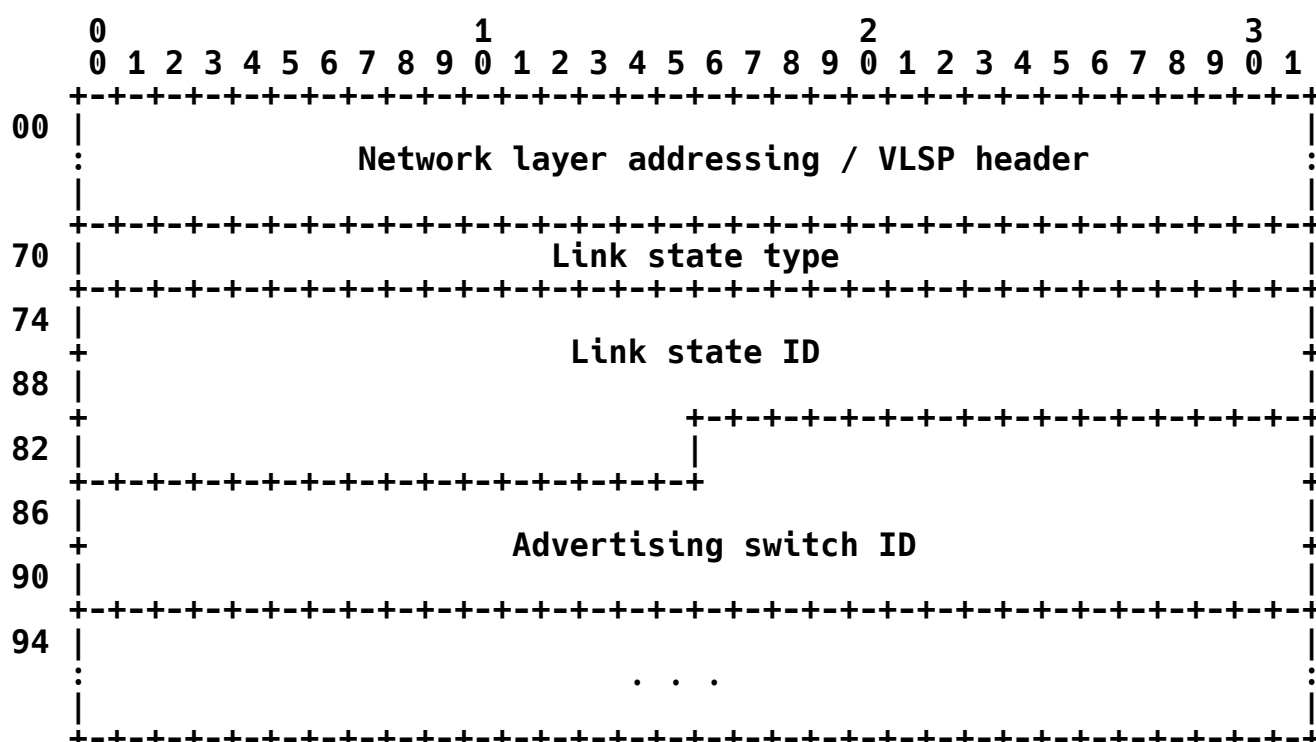 0 1 2 3
0 1 2 3 4 5 6 7 8 9 0 1 2 3 4 5 6 7 8 9 0 1 2 3 4 5 6 7 8 9 0 1
00
Network layer addressing / VLSP header
70 Link state type
74
Link state ID
88
82
86
Advertising switch ID
90
94
. . .